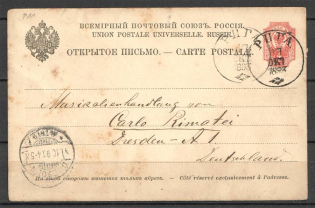 ВСЕМІРНЫЙ ПОЧТОВЫЙ СОЮЗЪ. РОССІЯ.
UNION POSTALE UNIVERSELLE. RUSSIE
ОТКРЫТОЕ ПИСЬМО. — CARTE POSTALE
РИГА
Musicalienhandlung von
Carlo Rimatei
Dresden - A. 1.
Deutschland.
На этой сторонѣ пишется только адресъ. — Côté réservé exclusivement à l'adresse.